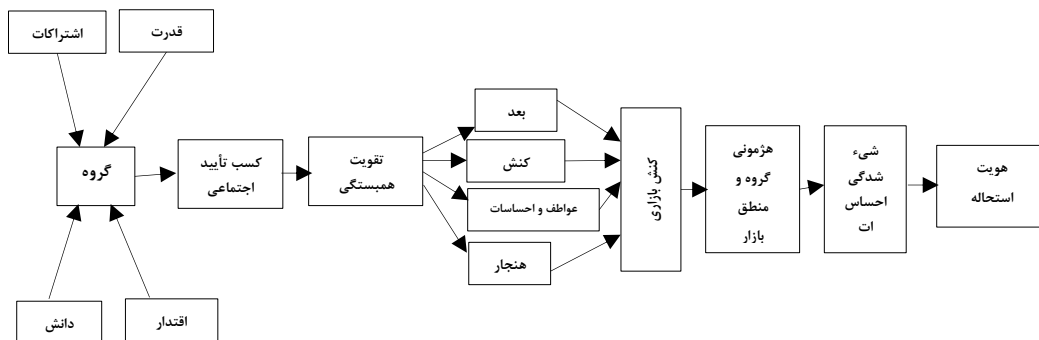 اشتراکات
قدرت
گروه
دانش
اقتدار
کسب تأیید
اجتماعی
تقویت
همبستگی
بعد
کنش
عواطف و احساسات
هنجار
کنش بازاری
هژمونی
گروه و
منطق
بازار
شیء
شدگی
احساس
ات
هویت
استحاله